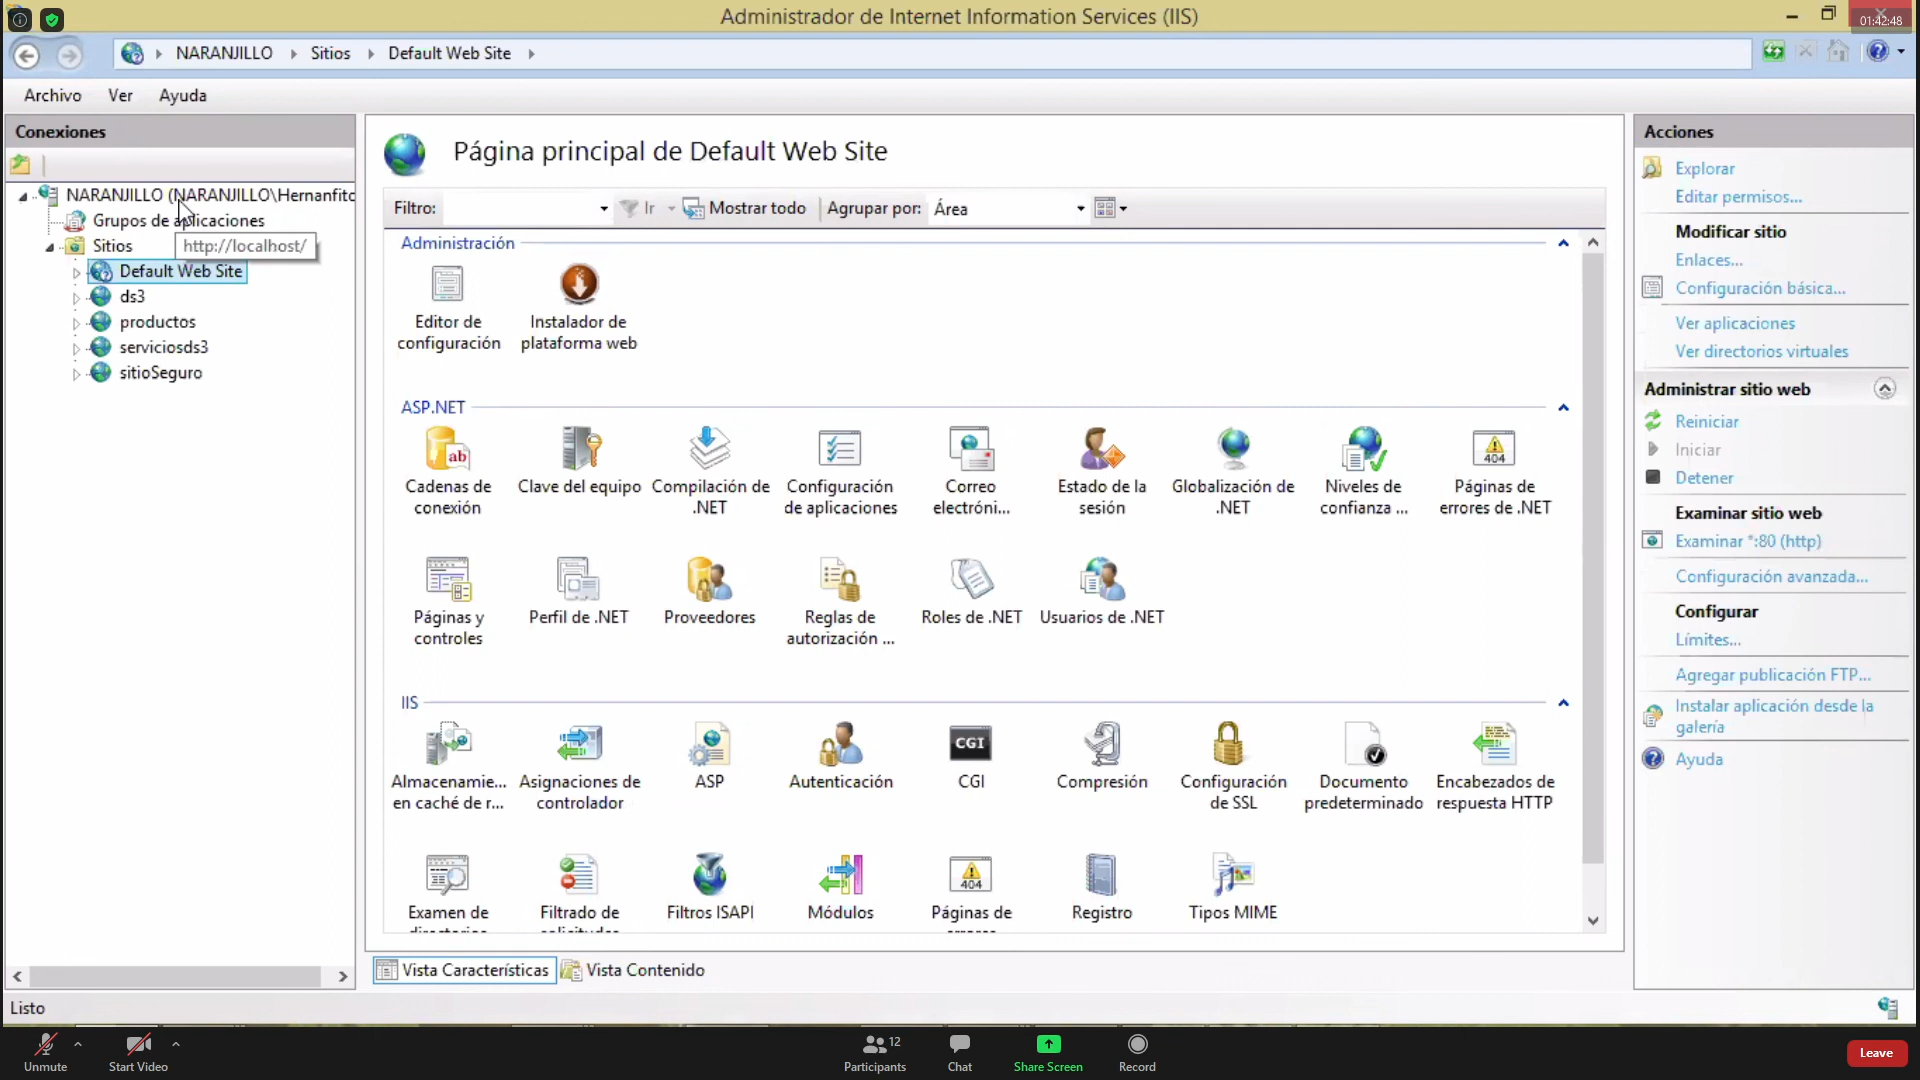 Administrador de Internet Information Services (IIS)
01:42:48
NARANJILLO
Sitios
Default Web Site
Archivo
Ver
Ayuda
Conexiones
NARANJILLO (NARANJILLO\Hernanfito
Grupos de aplicaciones
Sitios
http://localhost/
Default Web Site
ds3
productos
serviciosds3
sitioSeguro
Página principal de Default Web Site
Filtro:
Ir
Mostrar todo
Agrupar por:
Área
Administración
Editor de
configuración
Instalador de
plataforma web
ASP.NET
Cadenas de
conexión
Clave del equipo
Compilación de
.NET
Configuración
de aplicaciones
Correo
electróni...
Estado de la
sesión
Globalización de
.NET
Niveles de
confianza ...
Páginas de
errores de .NET
Páginas y
controles
Perfil de .NET
Proveedores
Reglas de
autorización ...
Roles de .NET
Usuarios de .NET
IIS
Almacenamie...
en caché de r...
Asignaciones de
controlador
ASP
Autenticación
CGI
CGI
Compresión
Configuración
de SSL
Documento
predeterminado
Encabezados de
respuesta HTTP
Examen de
Filtrado de
Filtros ISAPI
Módulos
Páginas de
Registro
Tipos MIME
Vista Características
Vista Contenido
Acciones
Explorar
Editar permisos...
Modificar sitio
Enlaces...
Configuración básica...
Ver aplicaciones
Ver directorios virtuales
Administrar sitio web
Reiniciar
Iniciar
Detener
Examinar sitio web
Examinar *:80 (http)
Configuración avanzada...
Configurar
Límites...
Agregar publicación FTP...
Instalar aplicación desde la
galería
Ayuda
Listo
Unmute
Start Video
12
Participants
Chat
Share Screen
Record
Leave